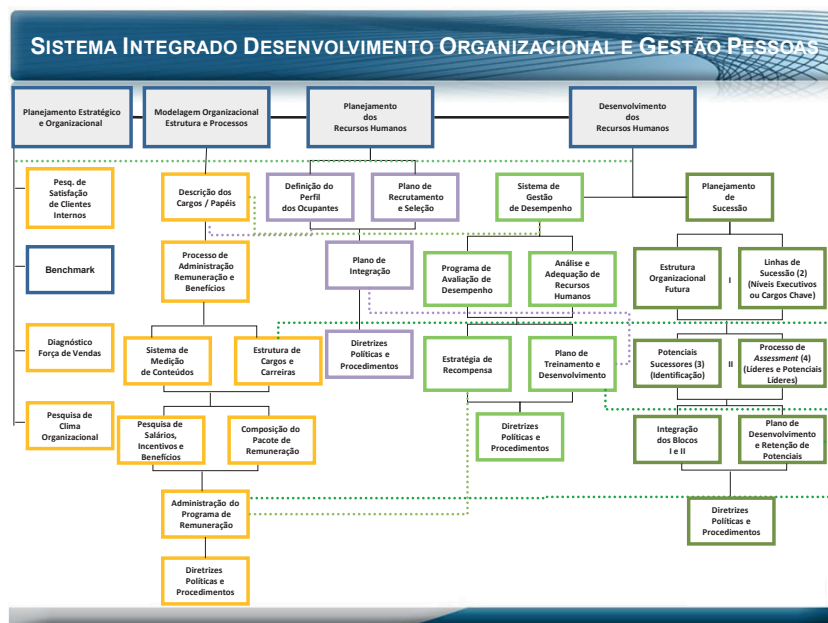 SISTEMA INTEGRADO DESENVOLVIMENTO ORGANIZACIONAL E GESTÃO PESSOAS
Planejamento Estratégico
e Organizacional
Modelagem Organizacional
Estrutura e Processos
Planejamento
dos
Recursos Humanos
Desenvolvimento
dos
Recursos Humanos
Pesq. de
Satisfação
de Clientes
Internos
Benchmark
Diagnóstico
Força de Vendas
Pesquisa de
Clima
Organizacional
Descrição dos
Cargos / Papéis
Processo de
Administração
Remuneração e
Benefícios
Sistema de
Medição
de Conteúdos
Estrutura de
Cargos e
Carreiras
Pesquisa de
Salários,
Incentivos e
Benefícios
Composição do
Pacote de
Remuneração
Administração do
Programa de
Remuneração
Diretrizes
Políticas e
Procedimentos
Definição do
Perfil
dos Ocupantes
Plano de
Recrutamento
e Seleção
Plano de
Integração
Diretrizes
Políticas e
Procedimentos
Sistema de
Gestão
de Desempenho
Programa de
Avaliação de
Desempenho
Análise e
Adequação de
Recursos
Humanos
Estratégia de
Recompensa
Plano de
Treinamento e
Desenvolvimento
Diretrizes
Políticas e
Procedimentos
Planejamento
de
Sucessão
Estrutura
Organizacional
Futura
I
Linhas de
Sucessão (2)
(Níveis Executivos
ou Cargos Chave)
Potenciais
Sucessores (3)
(Identificação)
II
Processo de
Assessment (4)
(Líderes e Potenciais
Líderes)
Integração
dos Blocos
I e II
Plano de
Desenvolvimento
e Retenção de
Potenciais
Diretrizes
Políticas e
Procedimentos